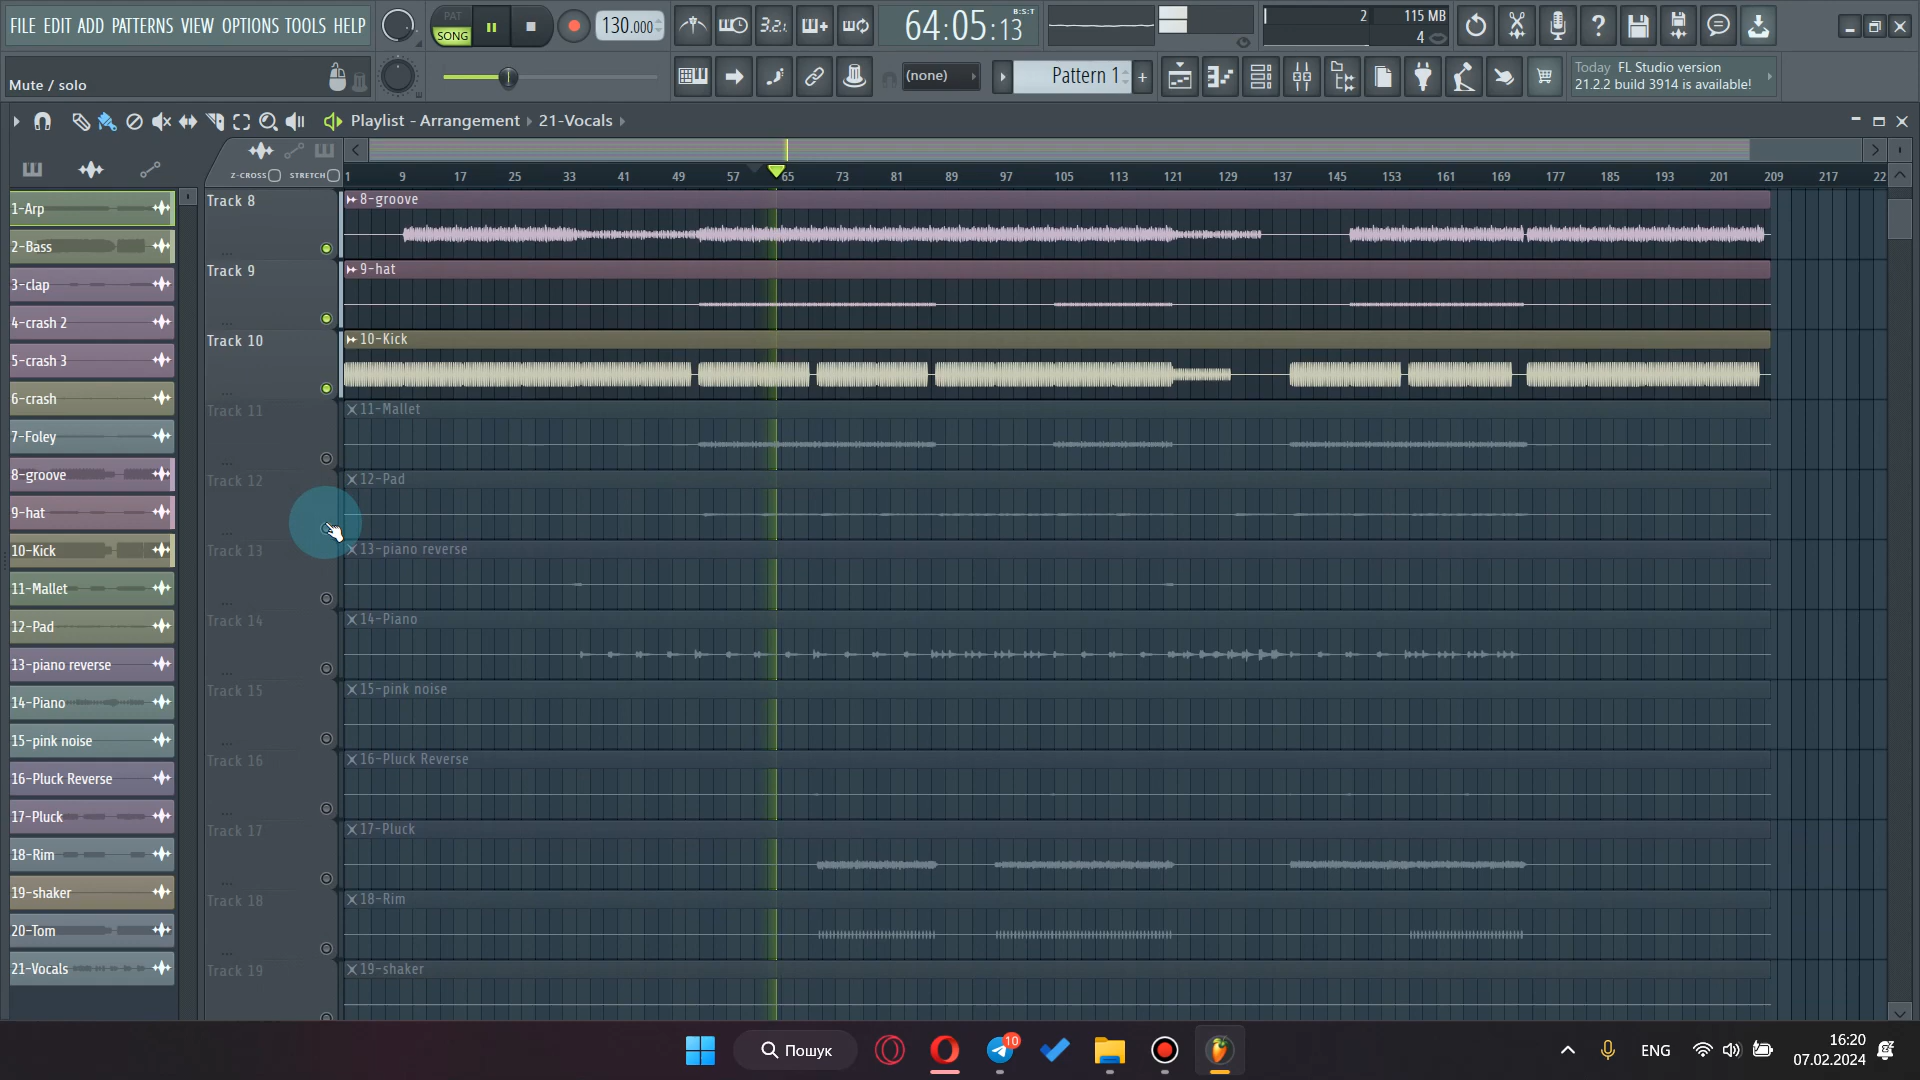 FILE EDIT ADD PATTERNS VIEW OPTIONS TOOLS HELP
Mute / solo
PAT
SONG
130.000
3.2.1
64:05:13
B:S:T
2
115 MB
4
(none)
Pattern 1
Today FL Studio version
21.2.2 build 3914 is available!
Playlist - Arrangement 21-Vocals
Z-CROSS
STRETCH
1 9 17 25 33 41 49 57 65 73 81 89 97 105 113 121 129 137 145 153 161 169 177 185 193 201 209 217 22
1-Arp
2-Bass
3-clap
4-crash 2
5-crash 3
6-crash
7-Foley
8-groove
9-hat
10-Kick
11-Mallet
12-Pad
13-piano reverse
14-Piano
15-pink noise
16-Pluck Reverse
17-Pluck
18-Rim
19-shaker
20-Tom
21-Vocals
Track 8
8-groove
Track 9
9-hat
Track 10
10-Kick
Track 11
11-Mallet
Track 12
12-Pad
Track 13
13-piano reverse
Track 14
14-Piano
Track 15
15-pink noise
Track 16
16-Pluck Reverse
Track 17
17-Pluck
Track 18
18-Rim
Track 19
19-shaker
Пошук
10
ENG
16:20
07.02.2024